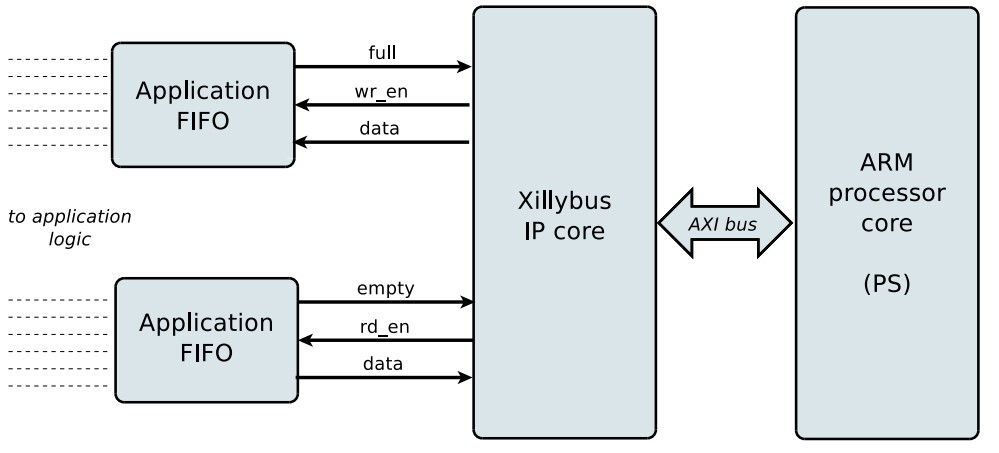 Application
FIFO
full
wr_en
data
to application
logic
Application
FIFO
empty
rd_en
data
Xillybus
IP core
AXI bus
ARM
processor
core
(PS)